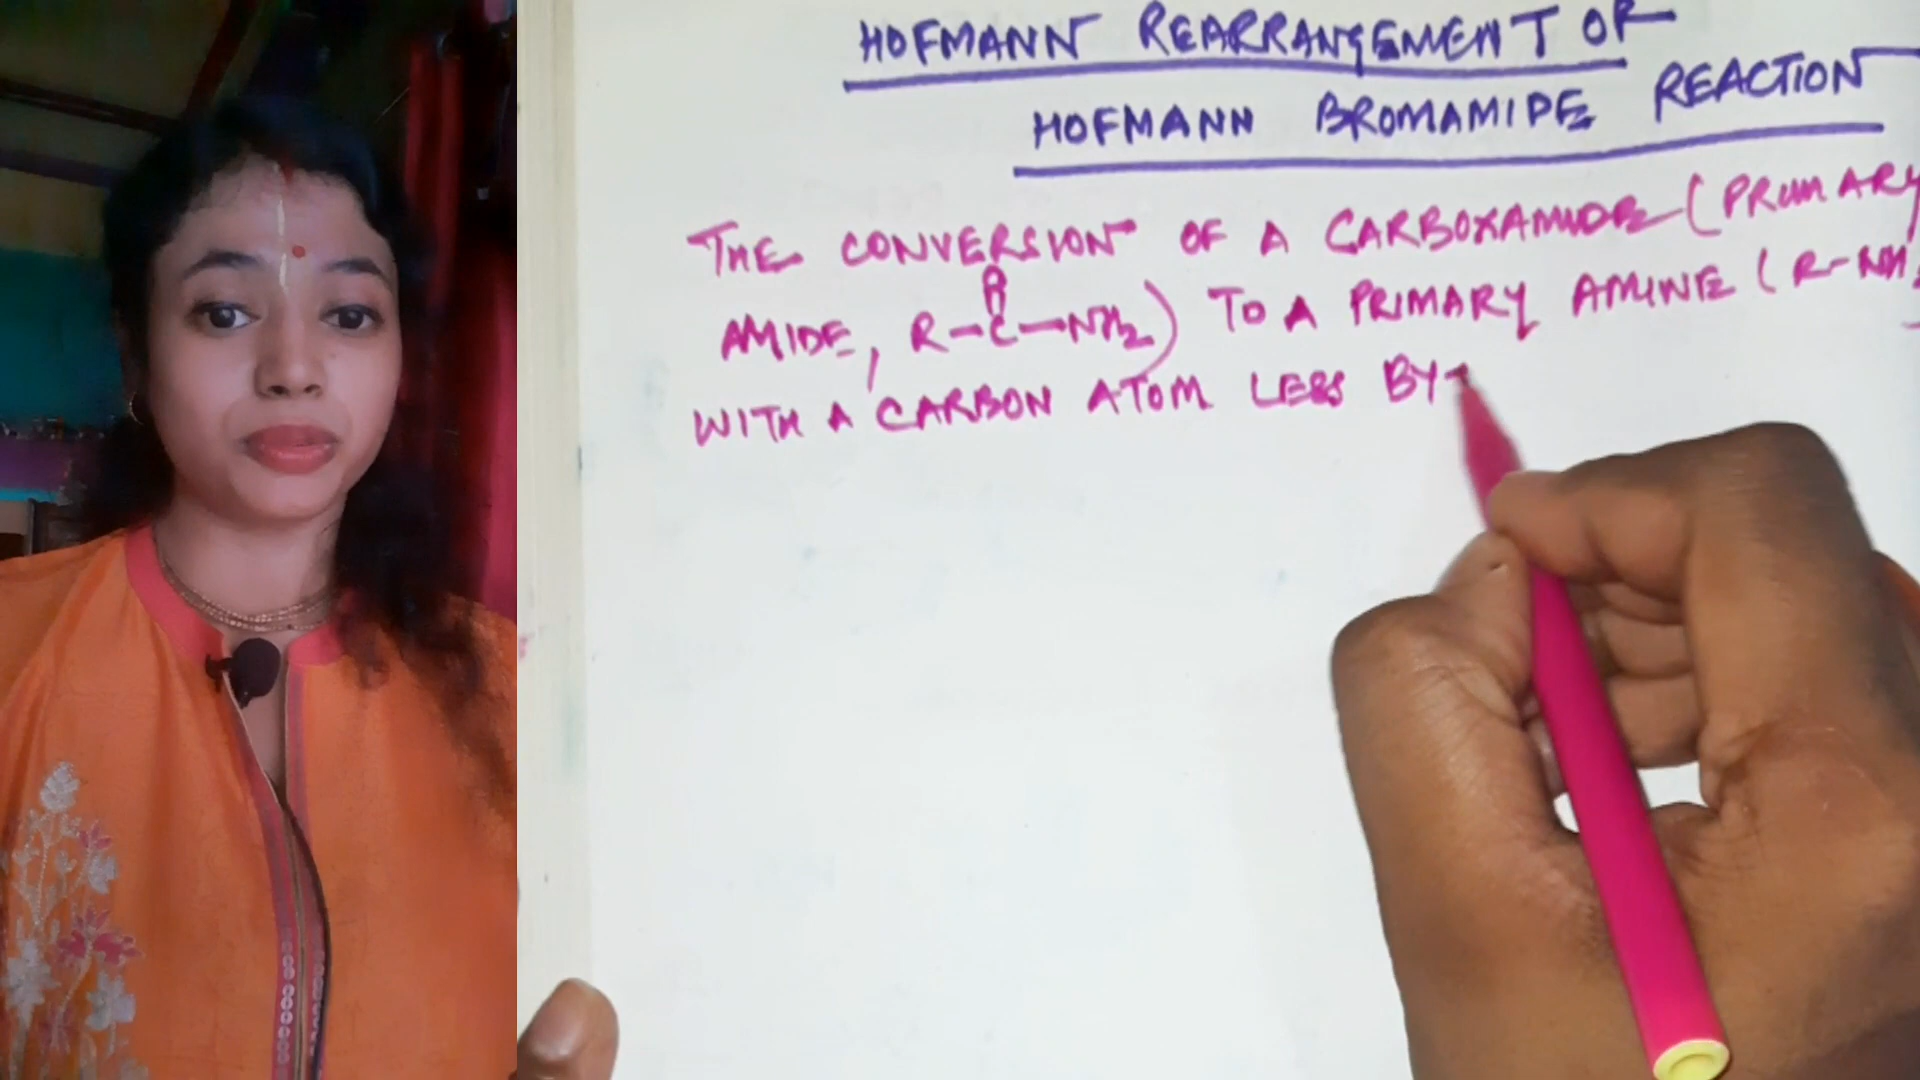 HOFMANN REARRANGEMENT OR
HOFMANN BROMAMIDE REACTION
THE CONVERSION OF A CARBOXAMIDE (PRIMARY
O
AMIDE, R-C-NH2) TO A PRIMARY AMINE (R-NH2
WITH A CARBON ATOM LESS BY